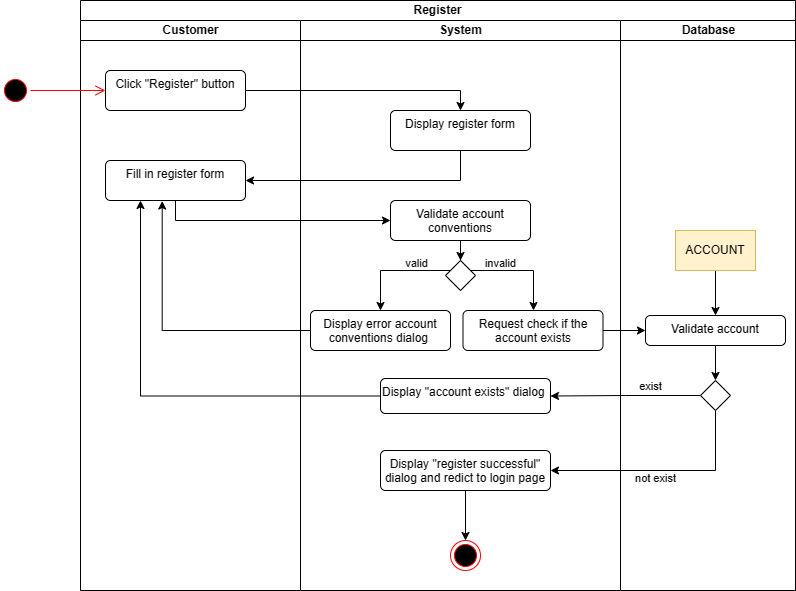 Register
Customer
System
Database
Click "Register" button
Display register form
Fill in register form
Validate account
conventions
ACCOUNT
valid
invalid
Display error account
conventions dialog
Request check if the
account exists
Validate account
Display "account exists" dialog
exist
Display "register successful"
dialog and redict to login page
not exist